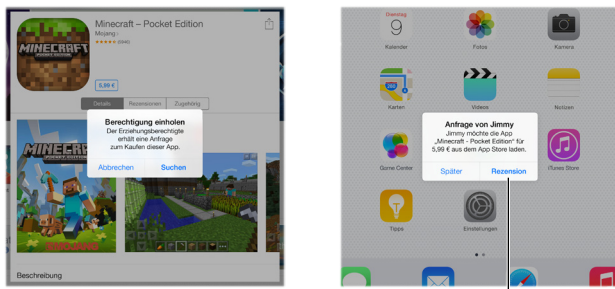 Minecraft – Pocket Edition
Mojang
MINECRAFT
POCKET EDITION
5,99 €
Details Rezensionen Zugehörig
Berechtigung einholen
Der Erziehungsberechtigte
erhält eine Anfrage
zum Kaufen dieser App.
Abbrechen Suchen
Beschreibung
Dienstag
9
Kalender Fotos Kamera
Karten Videos Notizen
Anfrage von Jimmy
Jimmy möchte die App
„Minecraft - Pocket Edition“ für
5,99 € aus dem App Store laden.
Später Rezension
Game Center iTunes Store
Tipps Einstellungen